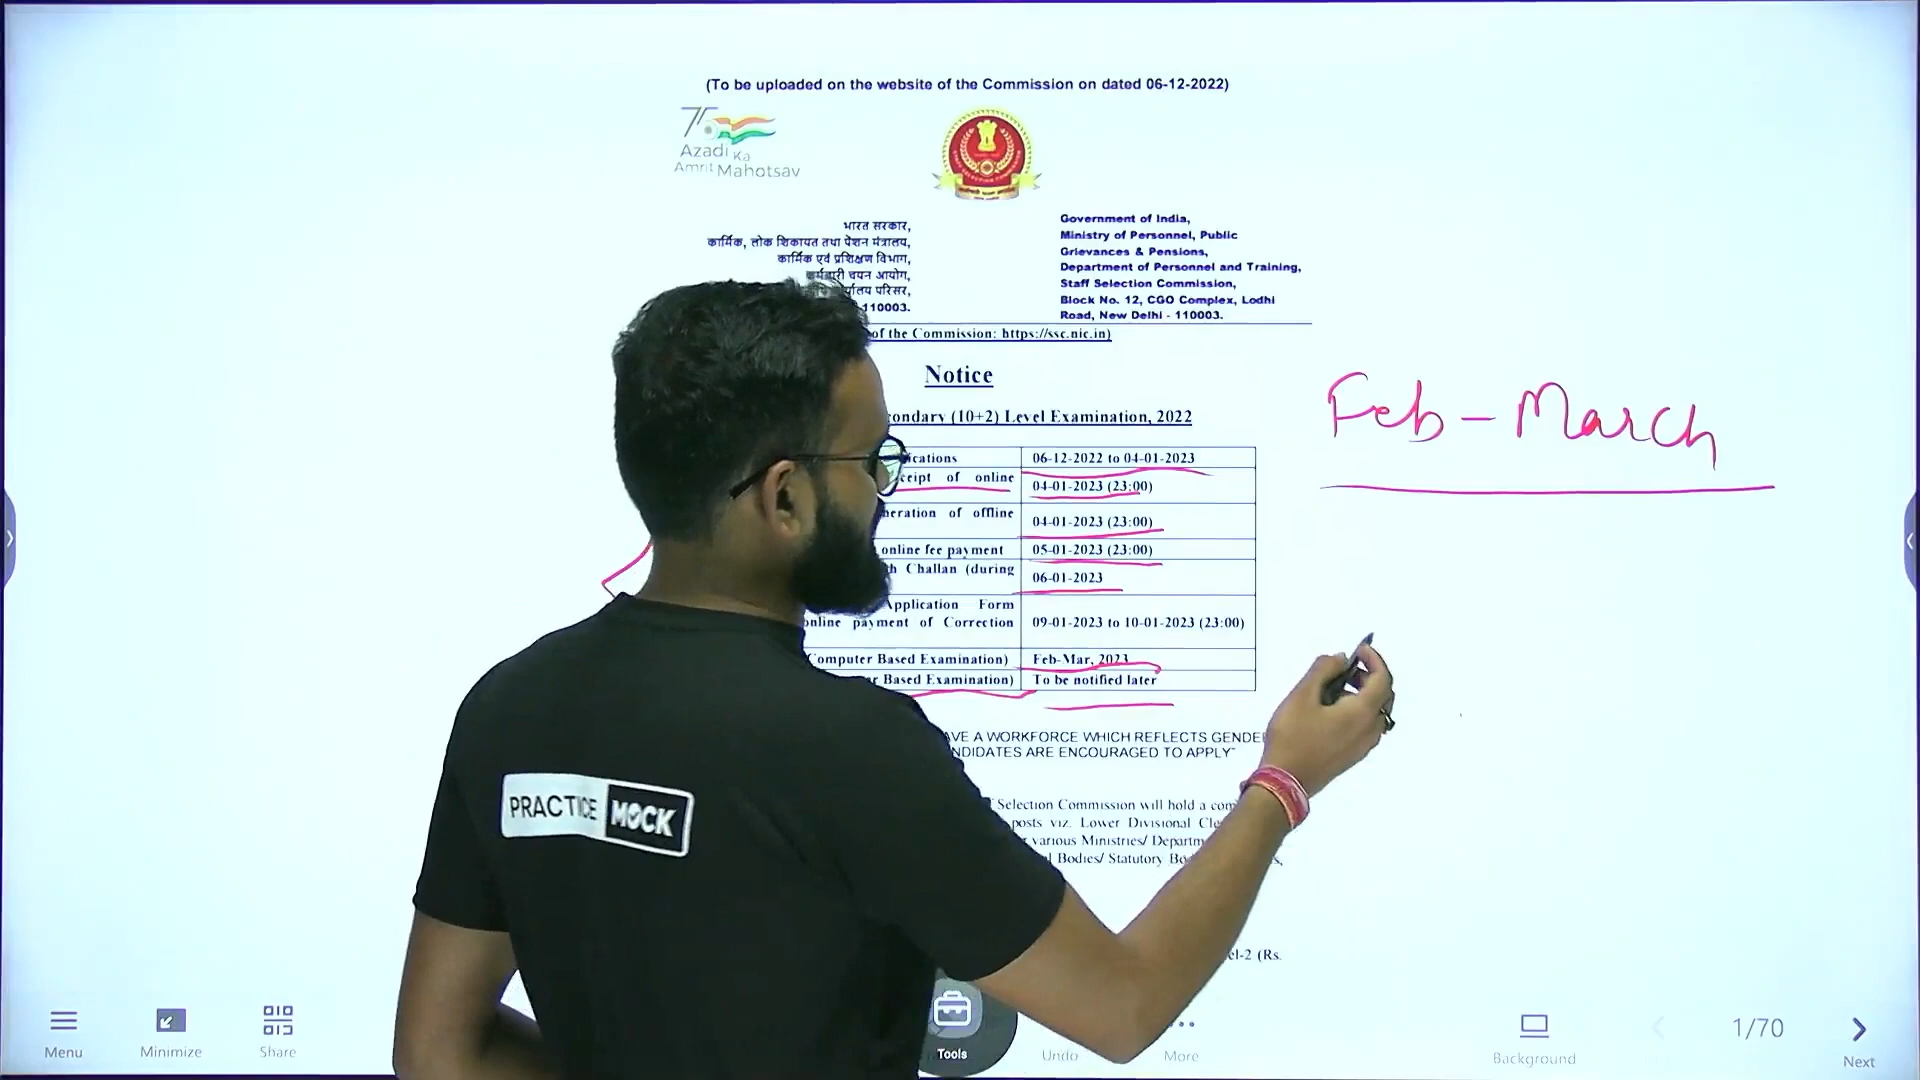 (To be uploaded on the website of the Commission on dated 06-12-2022)
75
Azadi Ka
Amrit Mahotsav
भारत सरकार,
कार्मिक, लोक शिकायत तथा पेंशन मंत्रालय,
कार्मिक एवं प्रशिक्षण विभाग,
कर्मचारी चयन आयोग,
परिसर,
110003.
Government of India,
Ministry of Personnel, Public
Grievances & Pensions,
Department of Personnel and Training,
Staff Selection Commission,
Block No. 12, CGO Complex, Lodhi
Road, New Delhi - 110003.
of the Commission: https://ssc.nic.in)
Notice
ondary (10+2) Level Examination, 2022
ications 06-12-2022 to 04-01-2023
ceipt of online 04-01-2023 (23:00)
neration of offline 04-01-2023 (23:00)
online fee payment 05-01-2023 (23:00)
h Challan (during 06-01-2023
Application Form
online payment of Correction 09-01-2023 to 10-01-2023 (23:00)
Computer Based Examination) Feb-Mar, 2023
r Based Examination) To be notified later
Feb - March
AVE A WORKFORCE WHICH REFLECTS GENDE
NDIDATES ARE ENCOURAGED TO APPLY"
Selection Commission will hold a com
posts viz. Lower Divisional Cle
various Ministries/ Departm
l Bodies/ Statutory Bo
el-2 (Rs.
PRACTICE MOCK
Menu
Minimize
Share
Tools
Undo
More
Background
1/70
Next